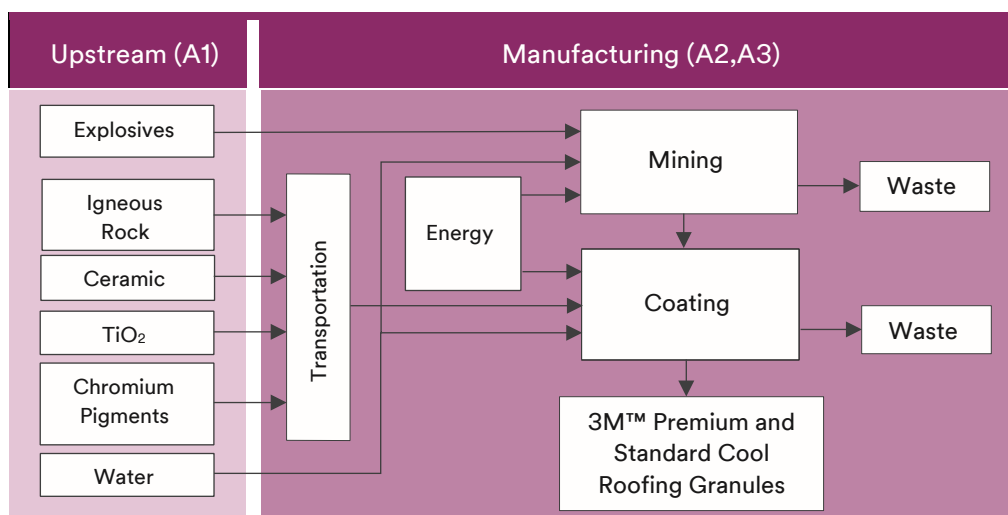 Upstream (A1)
Manufacturing (A2,A3)
Explosives
Igneous
Rock
Ceramic
TiO₂
Chromium
Pigments
Water
Transportation
Energy
Mining
Waste
Coating
Waste
3M™ Premium and
Standard Cool
Roofing Granules